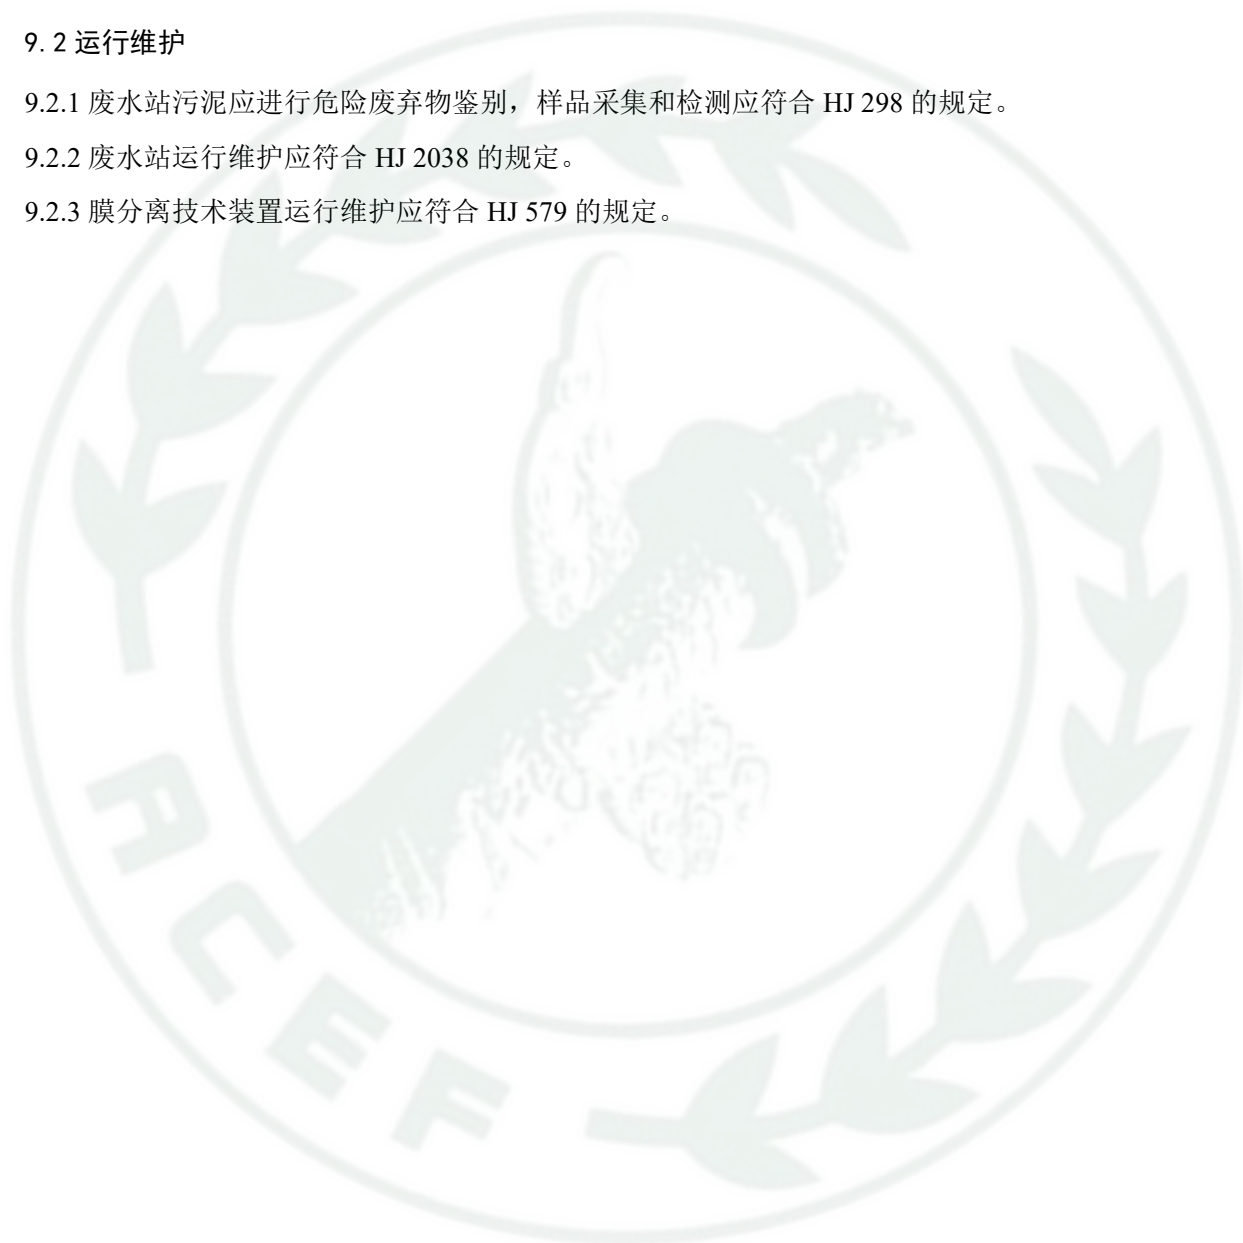 9.2 运行维护
9.2.1 废水站污泥应进行危险废弃物鉴别，样品采集和检测应符合 HJ 298 的规定。
9.2.2 废水站运行维护应符合 HJ 2038 的规定。
9.2.3 膜分离技术装置运行维护应符合 HJ 579 的规定。
ACEF